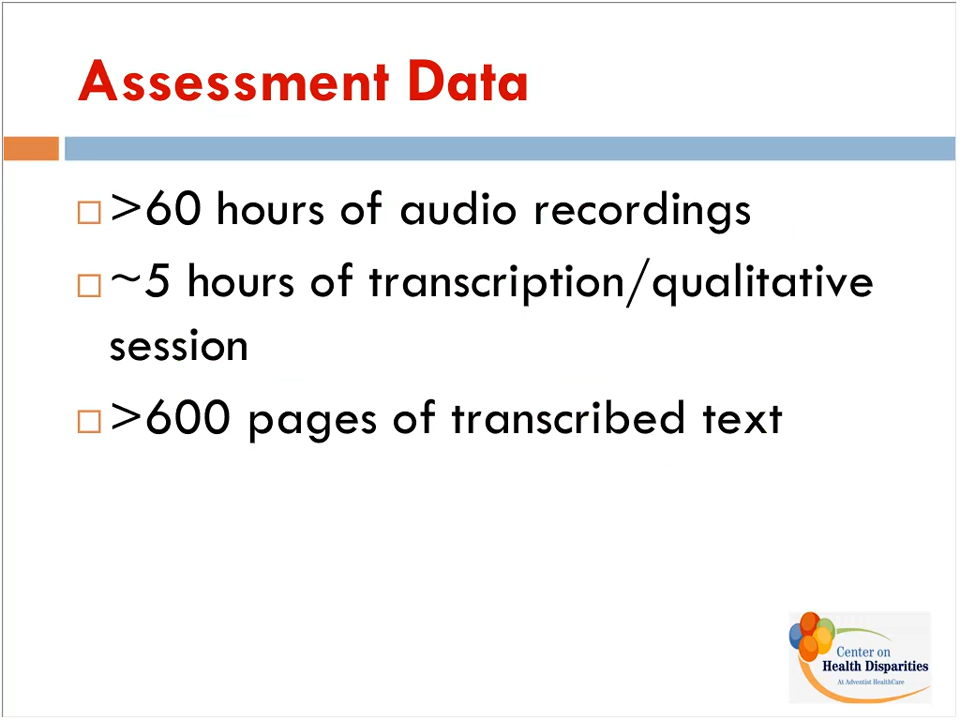 Assessment Data
>60 hours of audio recordings
~5 hours of transcription/qualitative
session
>600 pages of transcribed text
Center on
Health Disparities
At Adventist HealthCare